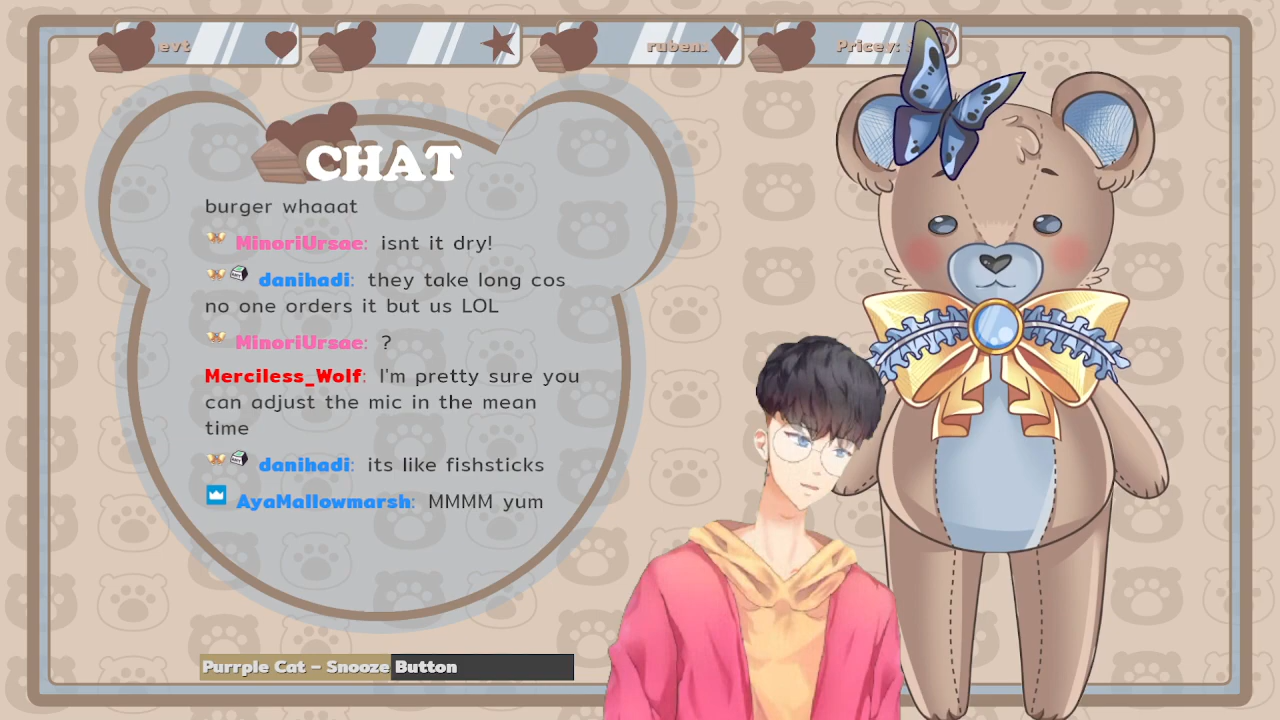 evt
ruben.
Pricey:
CHAT
burger whaaat
MinoriUrsae: isnt it dry!
danihadi: they take long cos
no one orders it but us LOL
MinoriUrsae: ?
Merciless_Wolf: I'm pretty sure you
can adjust the mic in the mean
time
danihadi: its like fishsticks
AyaMallowmarsh: MMMM yum
Purrple Cat - Snooze Button